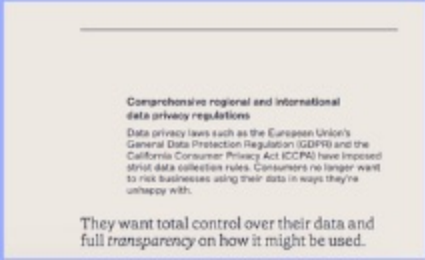 Comprehensive regional and international
data privacy regulations
Data privacy laws such as the European Union's
General Data Protection Regulation (GDPR) and the
California Consumer Privacy Act (CCPA) have imposed
strict data collection rules. Consumers no longer want
to risk businesses using their data in ways they're
unhappy with.
They want total control over their data and
full transparency on how it might be used.